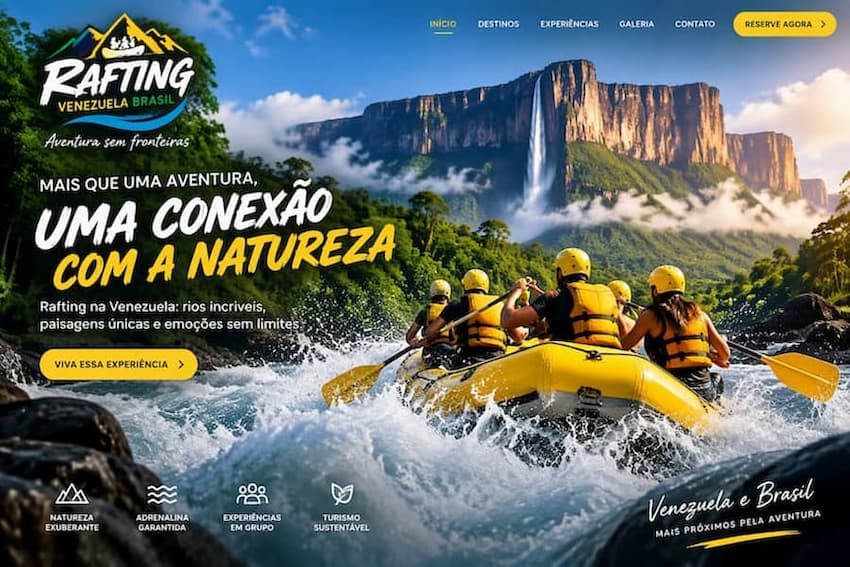 RAFTING
VENEZUELA BRASIL
Aventura sem fronteiras
INÍCIO
DESTINOS
EXPERIÊNCIAS
GALERIA
CONTATO
RESERVE AGORA
MAIS QUE UMA AVENTURA,
UMA CONEXÃO
COM A NATUREZA
Rafting na Venezuela: rios incriveis,
paisagens únicas e emoções sem limites.
VIVA ESSA EXPERIÊNCIA
NATUREZA
EXUBERANTE
ADRENALINA
GARANTIDA
EXPERIÊNCIAS
EM GRUPO
TURISMO
SUSTENTÁVEL
Venezuela e Brasil
MAIS PRÓXIMOS PELA AVENTURA